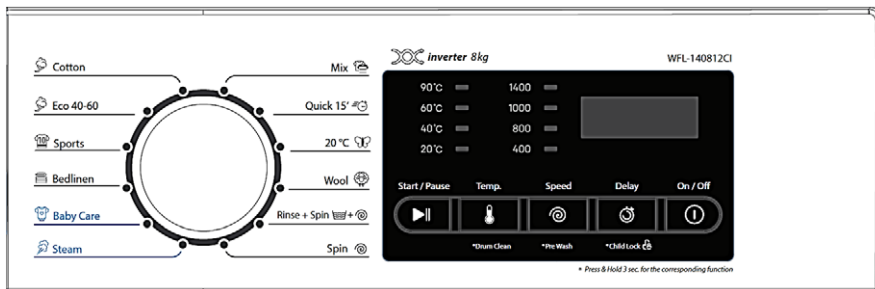 inverter 8kg
WFL-140812CI
Cotton
Eco 40-60
Sports
Bedlinen
Baby Care
Steam
Mix
Quick 15'
20 °C
Wool
Rinse + Spin +
Spin
90°C 1400
60°C 1000
40°C 800
20°C 400
Start / Pause Temp. Speed Delay On / Off
*Drum Clean *Pre Wash *Child Lock
* Press & Hold 3 sec. for the corresponding function